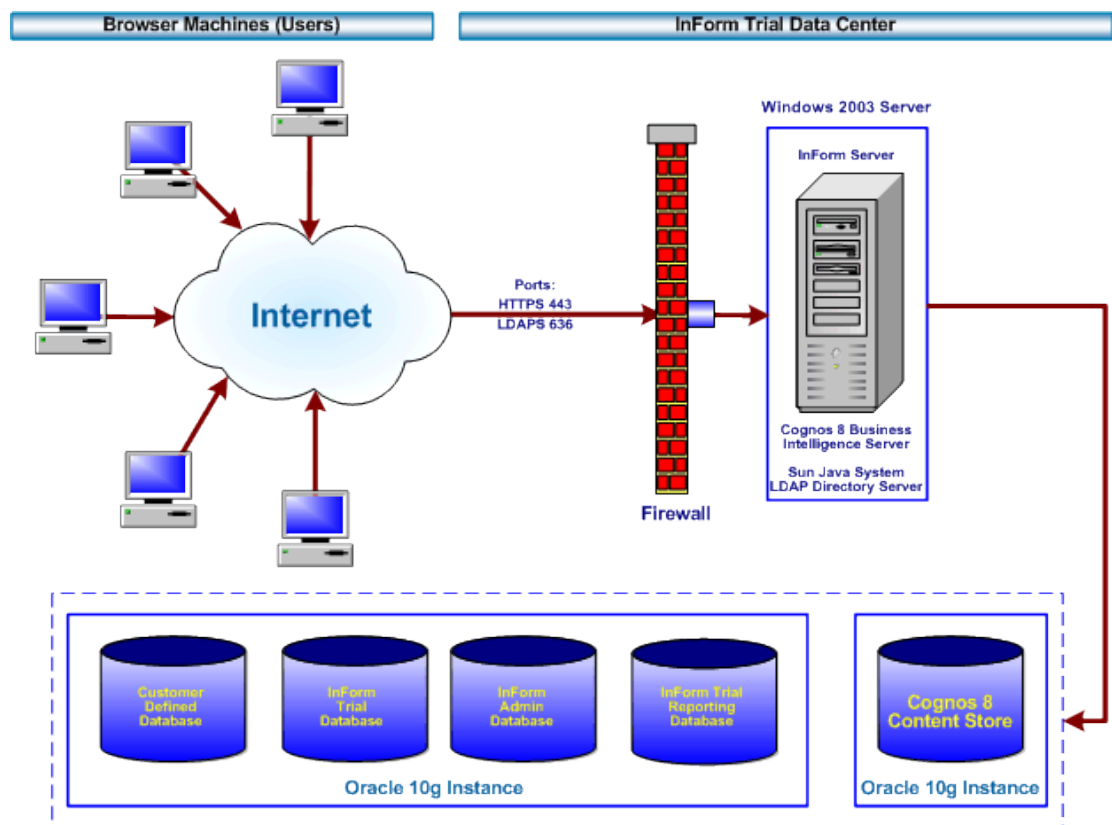 Browser Machines (Users)
InForm Trial Data Center
Windows 2003 Server
InForm Server
Ports:
HTTPS 443
LDAPS 636
Internet
Cognos 8 Business
Intelligence Server
Sun Java System
LDAP Directory Server
Firewall
Customer
Defined
Database
InForm
Trial
Database
InForm
Admin
Database
InForm Trial
Reporting
Database
Cognos 8
Content Store
Oracle 10g Instance
Oracle 10g Instance